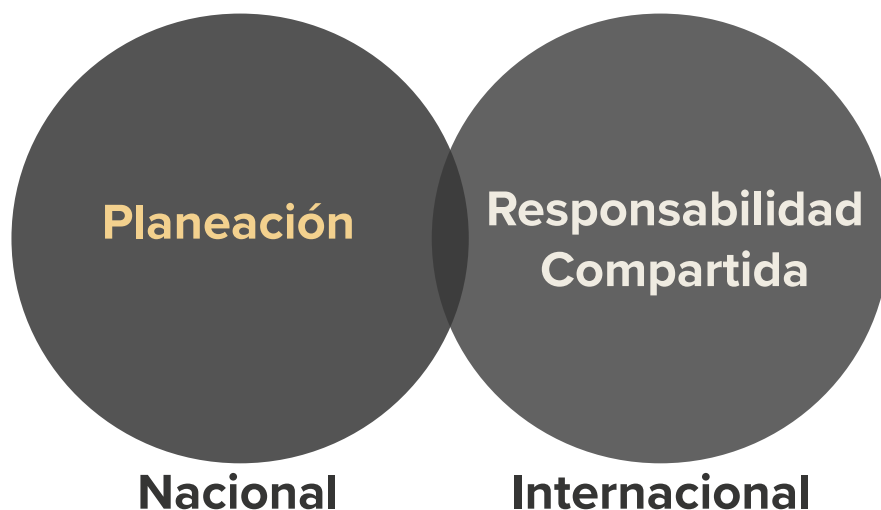 Planeación
Responsabilidad
Compartida
Nacional
Internacional